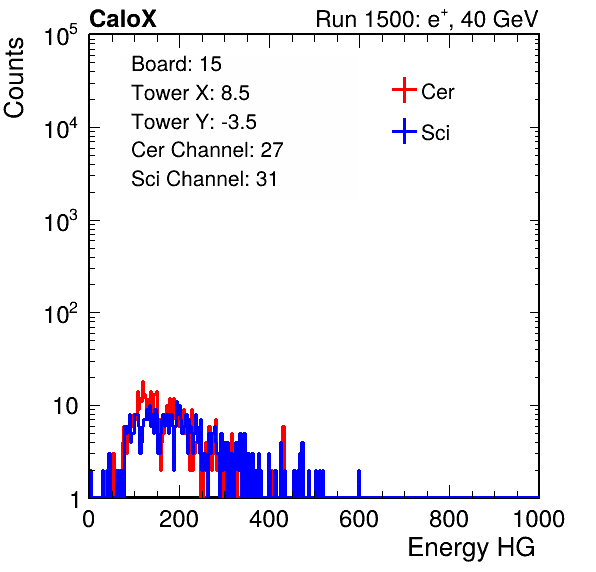 CaloX Run 1500: e⁺, 40 GeV
Counts
Board: 15
Tower X: 8.5
Tower Y: -3.5
Cer Channel: 27
Sci Channel: 31
Cer
Sci
10⁵
10⁴
10³
10²
10
1
0 200 400 600 800 1000
Energy HG